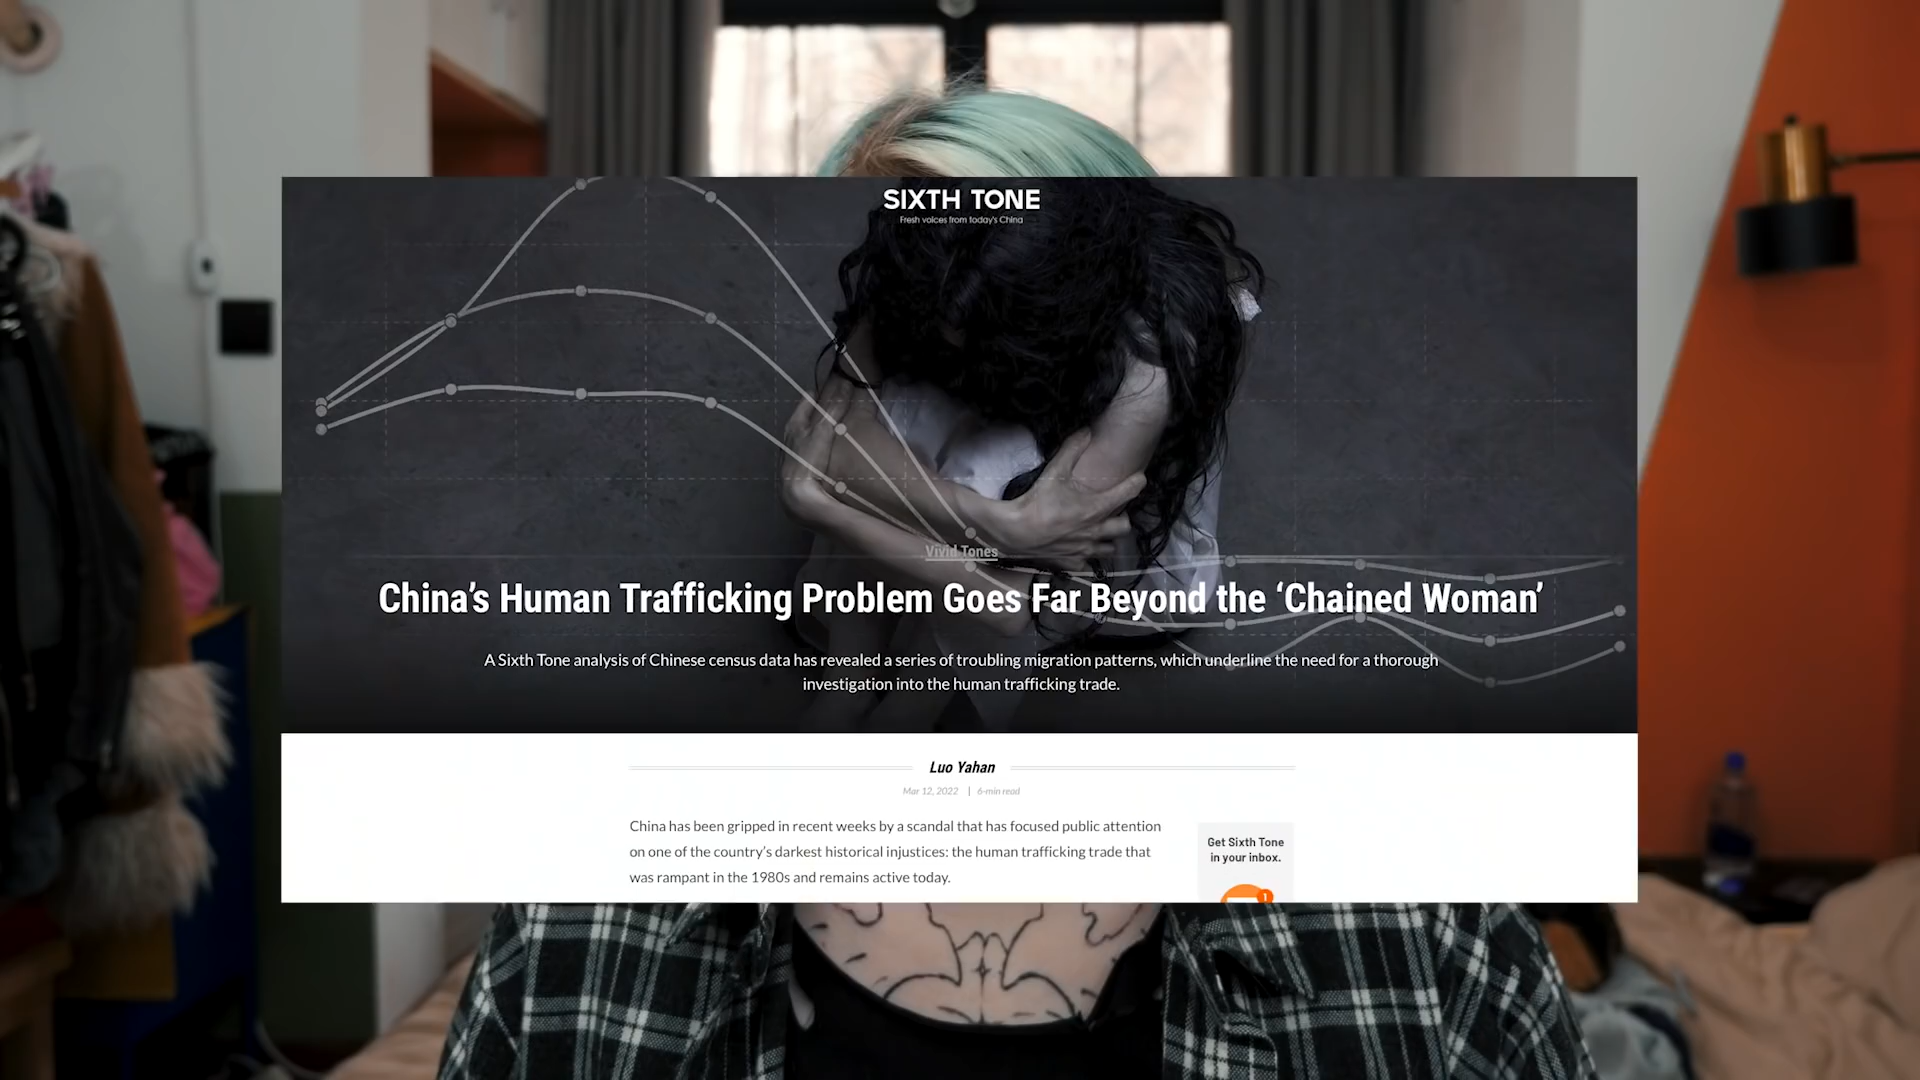 SIXTH TONE
Fresh voices from today's China
Vivid Tones
China's Human Trafficking Problem Goes Far Beyond the 'Chained Woman'
A Sixth Tone analysis of Chinese census data has revealed a series of troubling migration patterns, which underline the need for a thorough
investigation into the human trafficking trade.
Luo Yahan
Mar 12, 2022 | 6-min read
China has been gripped in recent weeks by a scandal that has focused public attention
on one of the country's darkest historical injustices: the human trafficking trade that
was rampant in the 1980s and remains active today.
Get Sixth Tone
in your inbox.
1